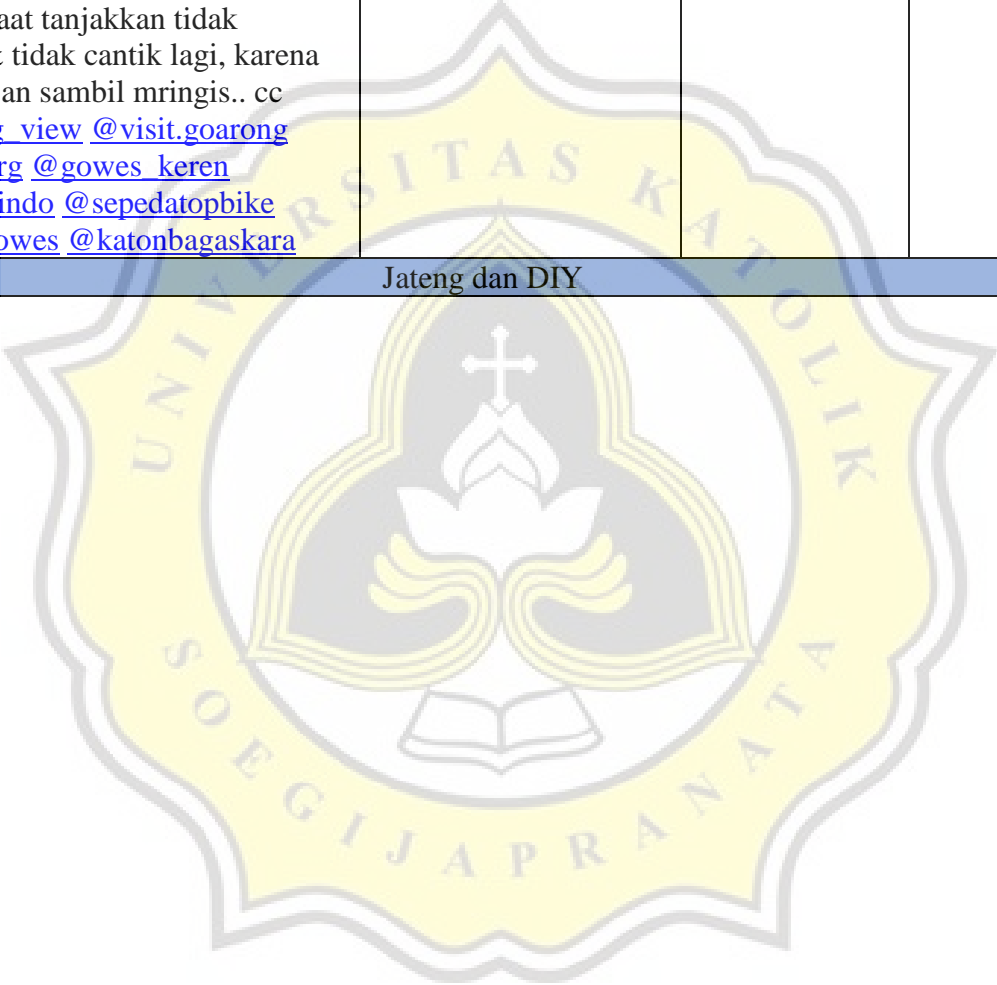 aat tanjakkan tidak
tidak cantik lagi, karena
an sambil mringis.. cc
g_view @visit.goarong
rg @gowes_keren
indo @sepedatopbike
owes @katonbagaskara
Jateng dan DIY
UNIVERSITAS KATOLIK
SOEGIJAPRANATA